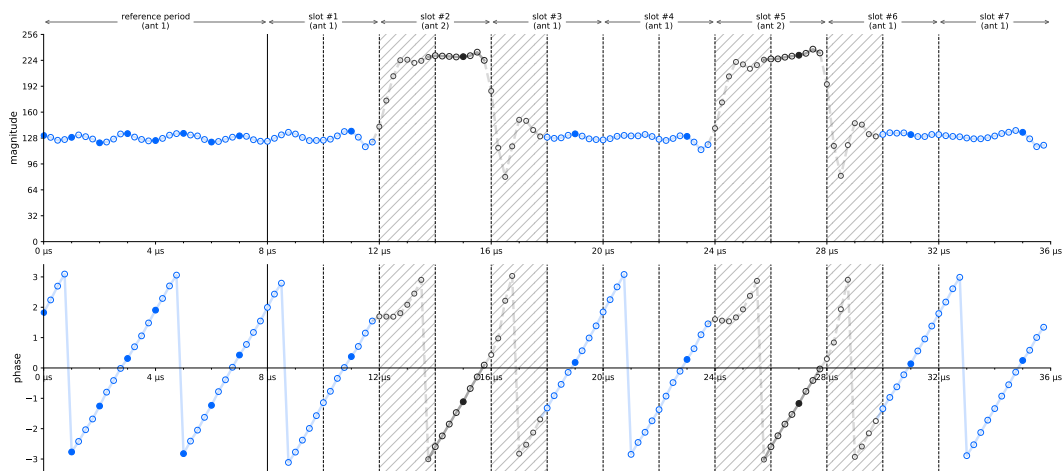 reference period slot #1 slot #2 slot #3 slot #4 slot #5 slot #6 slot #7
(ant 1) (ant 1) (ant 2) (ant 1) (ant 1) (ant 2) (ant 1) (ant 1)
256
224
192
160
128
96
64
32
0
magnitude
0 µs 4 µs 8 µs 12 µs 16 µs 20 µs 24 µs 28 µs 32 µs 36 µs
3
2
1
0
−1
−2
−3
phase
0 µs 4 µs 8 µs 12 µs 16 µs 20 µs 24 µs 28 µs 32 µs 36 µs